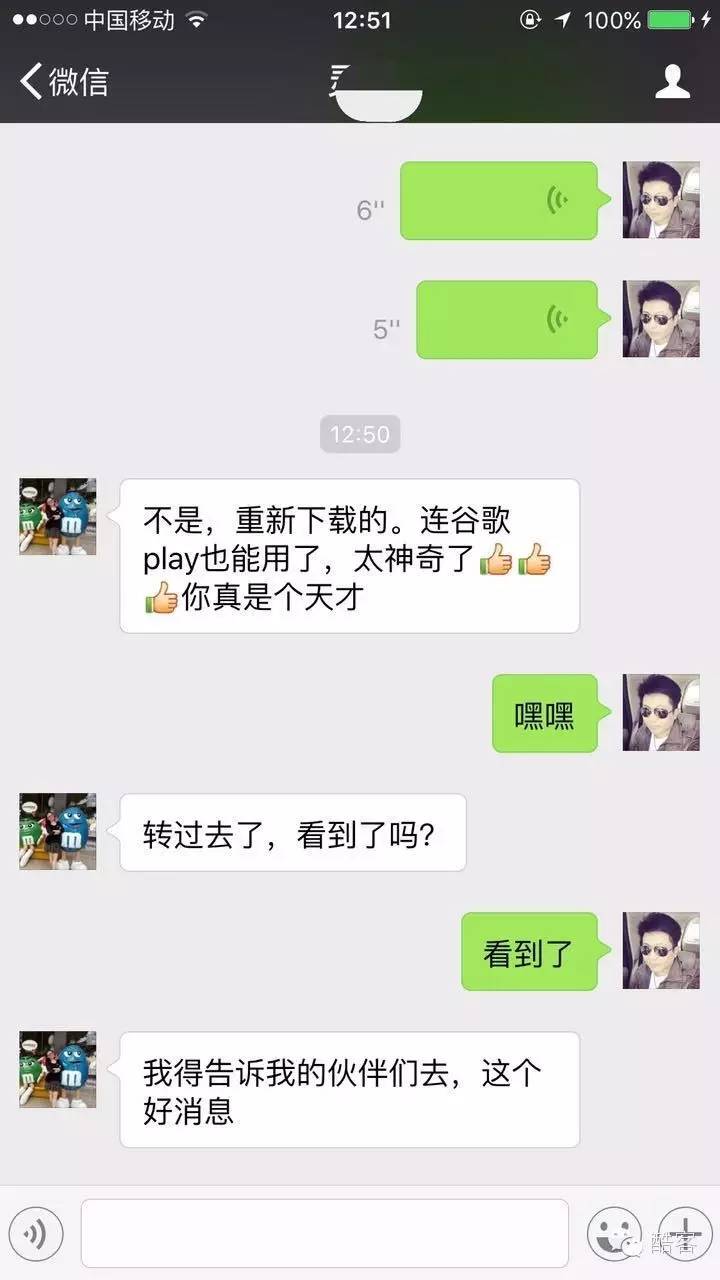 中国移动 12:51 100%
微信
6''
5''
12:50
不是，重新下载的。连谷歌
play也能用了，太神奇了👍👍
👍你真是个天才
嘿嘿
转过去了，看到了吗?
看到了
我得告诉我的伙伴们去，这个
好消息
酷客